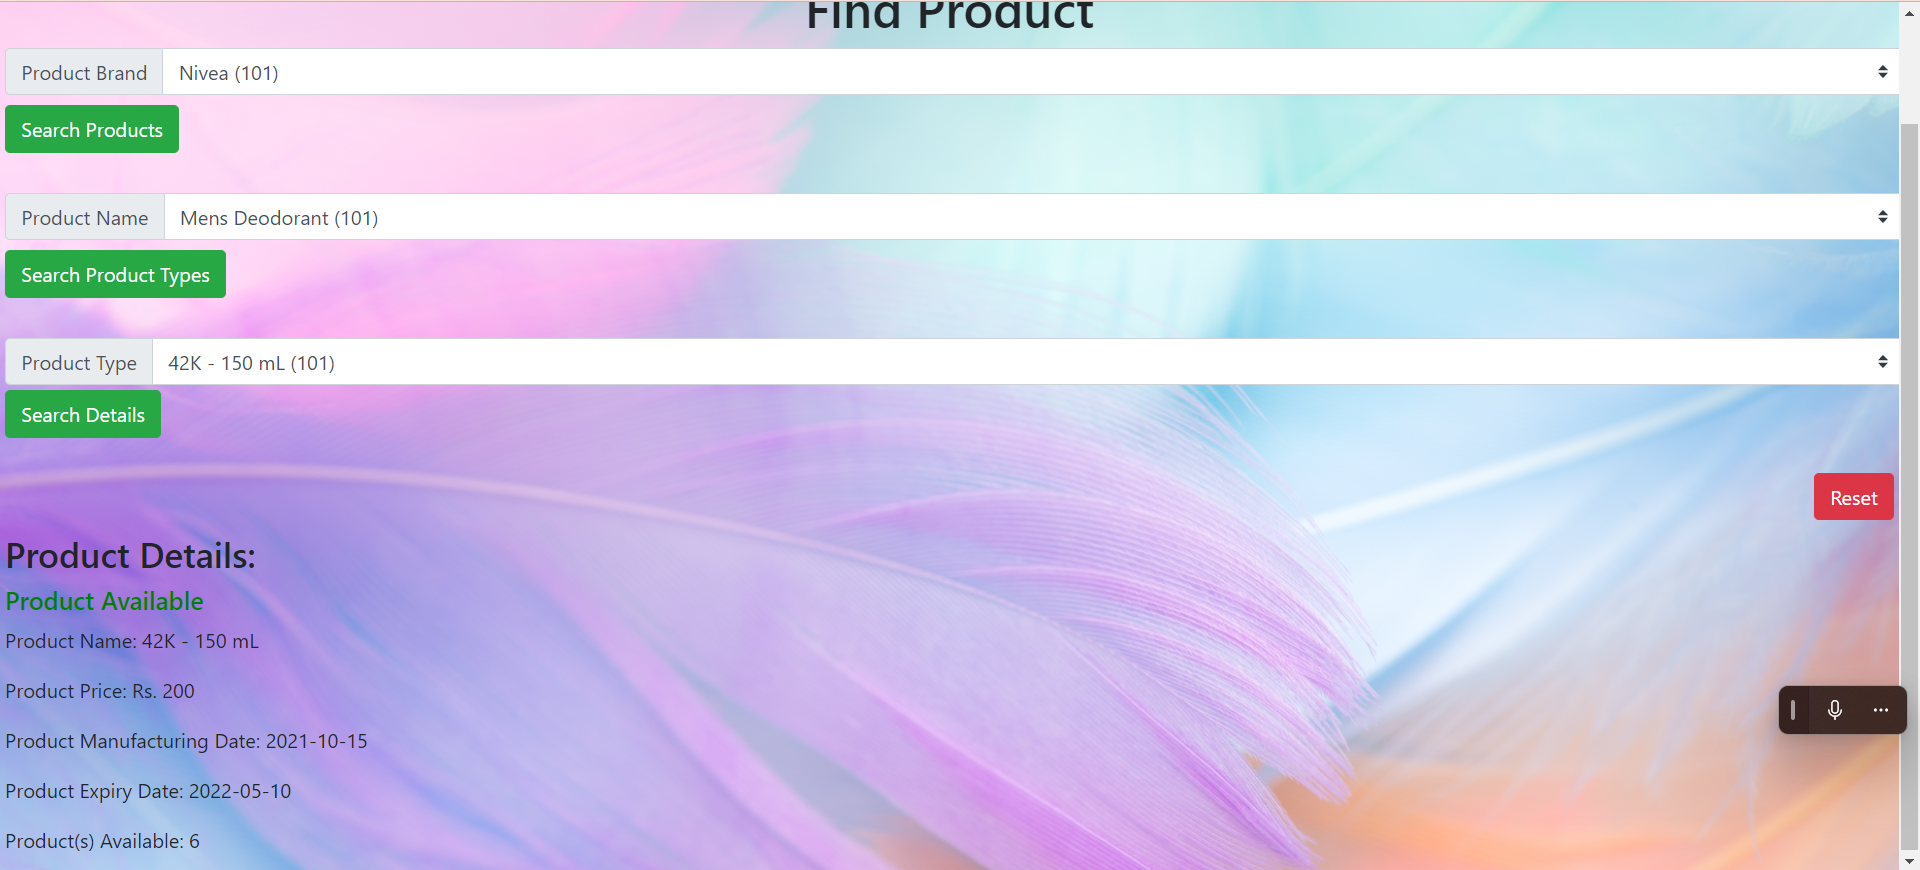 Find Product
Product Brand Nivea (101)
Search Products
Product Name Mens Deodorant (101)
Search Product Types
Product Type 42K - 150 mL (101)
Search Details
Reset
Product Details:
Product Available
Product Name: 42K - 150 mL
Product Price: Rs. 200
Product Manufacturing Date: 2021-10-15
Product Expiry Date: 2022-05-10
Product(s) Available: 6